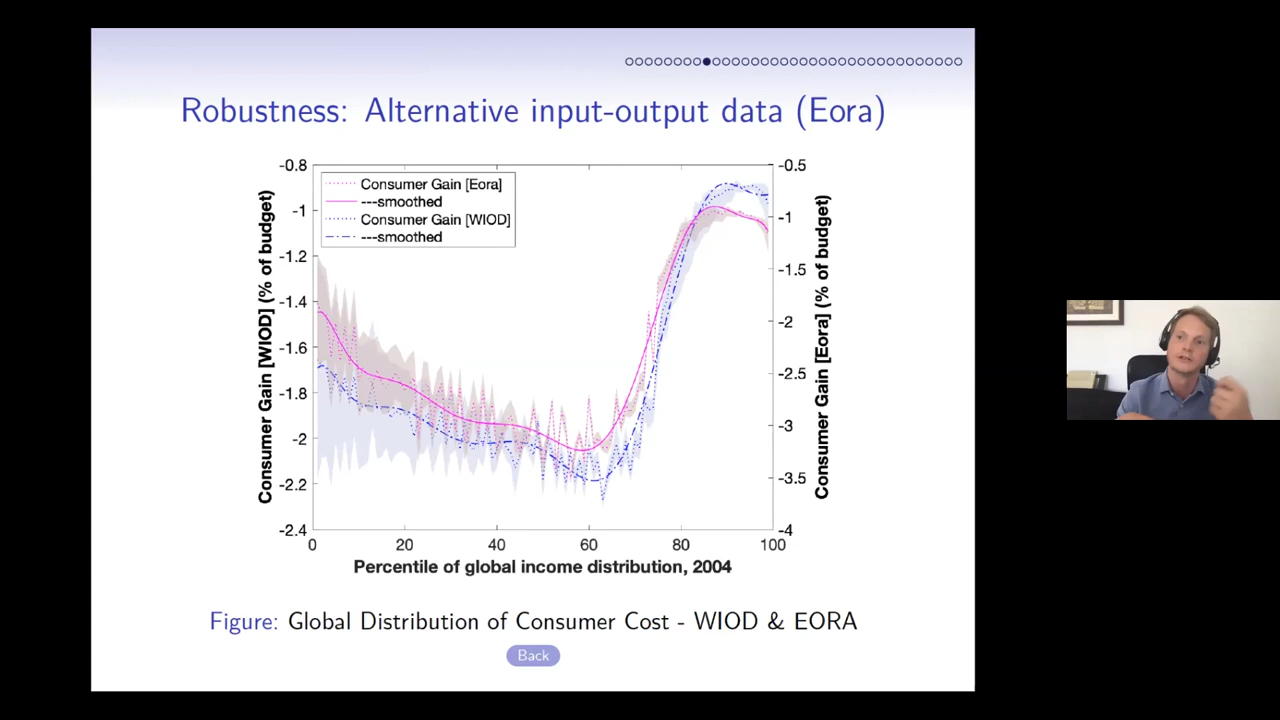 Robustness: Alternative input-output data (Eora)
Consumer Gain [WIOD] (% of budget)
-0.8
-1
-1.2
-1.4
-1.6
-1.8
-2
-2.2
-2.4
Consumer Gain [Eora]
---smoothed
Consumer Gain [WIOD]
---smoothed
-0.5
-1
-1.5
-2
-2.5
-3
-3.5
-4
Consumer Gain [Eora] (% of budget)
0 20 40 60 80 100
Percentile of global income distribution, 2004
Figure: Global Distribution of Consumer Cost - WIOD & EORA
Back